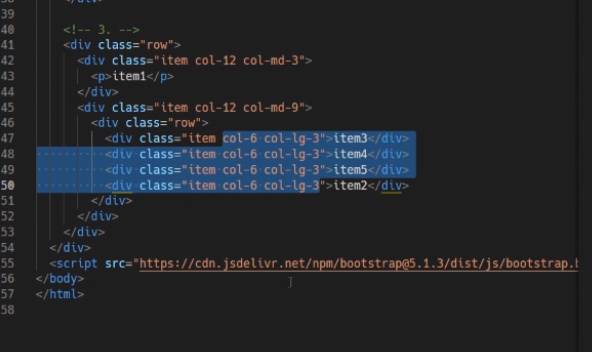 39
40 <!-- 3. -->
41 <div class="row">
42 <div class="item col-12 col-md-3">
43 <p>item1</p>
44 </div>
45 <div class="item col-12 col-md-9">
46 <div class="row">
47 <div class="item col-6 col-lg-3">item3</div>
48 <div class="item col-6 col-lg-3">item4</div>
49 <div class="item col-6 col-lg-3">item5</div>
50 <div class="item col-6 col-lg-3">item2</div>
51 </div>
52 </div>
53 </div>
54 </div>
55 <script src="https://cdn.jsdelivr.net/npm/bootstrap@5.1.3/dist/js/bootstrap.b
56 </body>
57 </html>
58